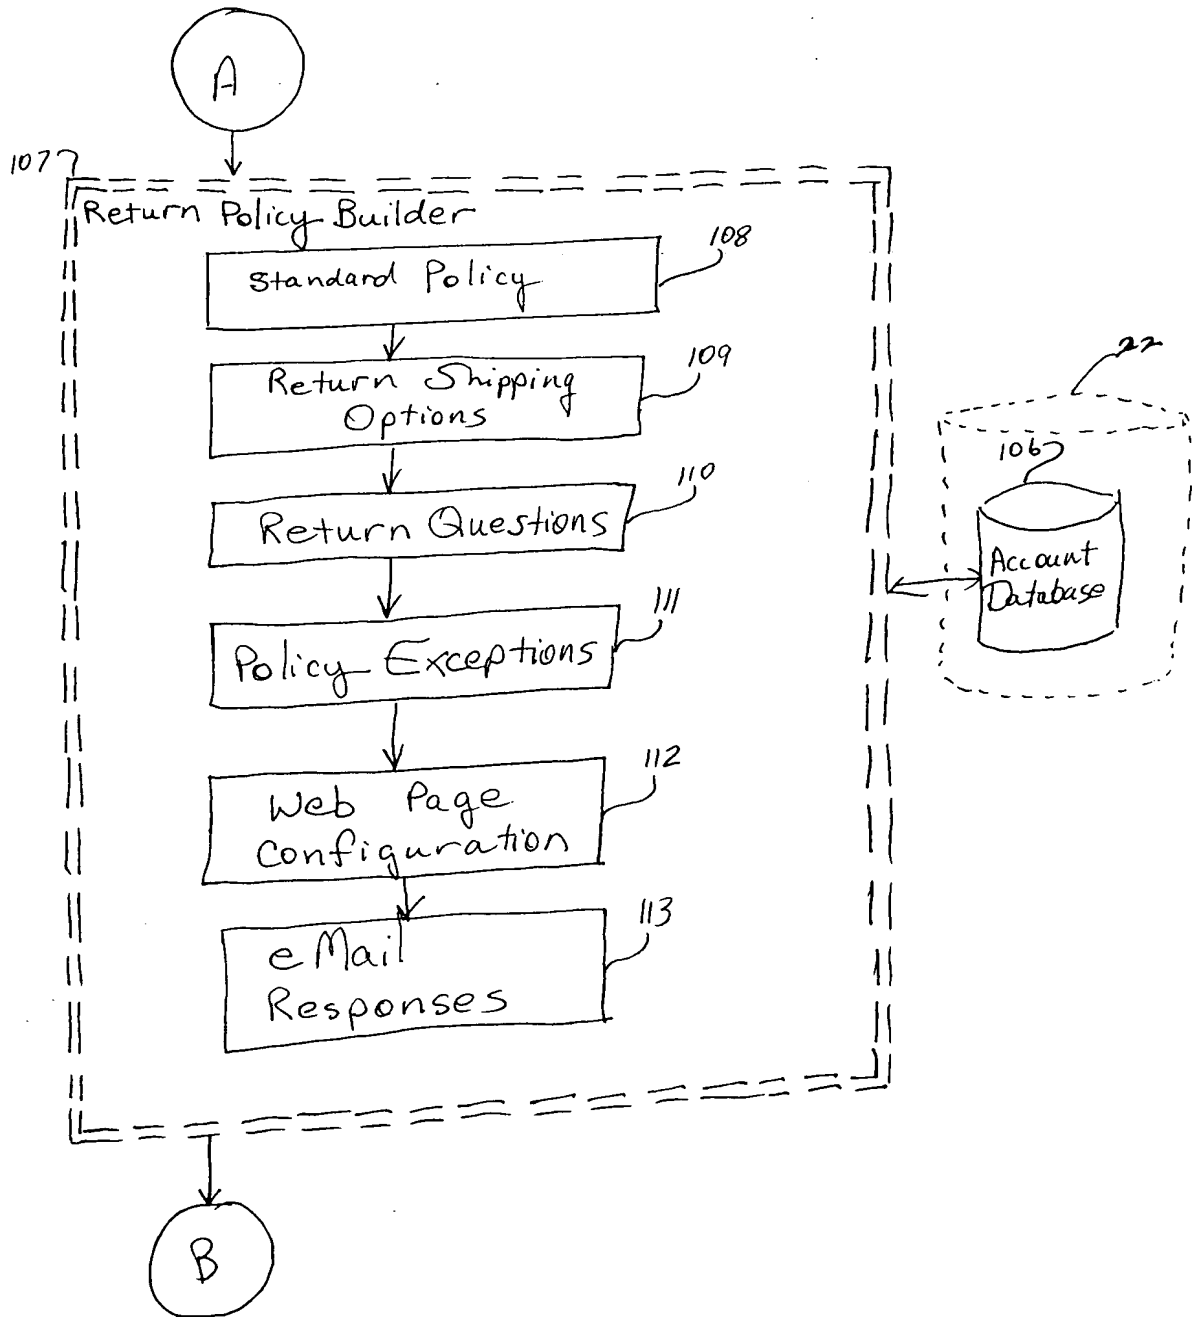 A
107
Return Policy Builder
Standard Policy
108
Return Shipping
Options
109
Return Questions
110
Policy Exceptions
111
Web Page
Configuration
112
eMail
Responses
113
22
106
Account
Database
B